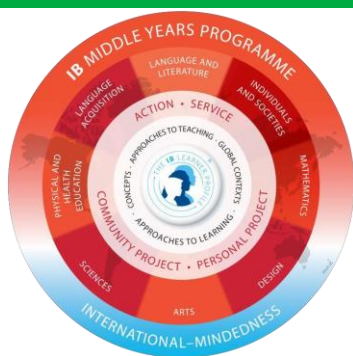 IB MIDDLE YEARS PROGRAMME
LANGUAGE AND
LITERATURE
INDIVIDUALS
AND SOCIETIES
MATHEMATICS
DESIGN
ARTS
SCIENCES
PHYSICAL AND
HEALTH
EDUCATION
LANGUAGE
ACQUISITION
ACTION • SERVICE
COMMUNITY PROJECT • PERSONAL PROJECT
APPROACHES TO TEACHING · GLOBAL CONTEXTS ·
APPROACHES TO LEARNING · CONCEPTS ·
THE IB LEARNER PROFILE
INTERNATIONAL-MINDEDNESS